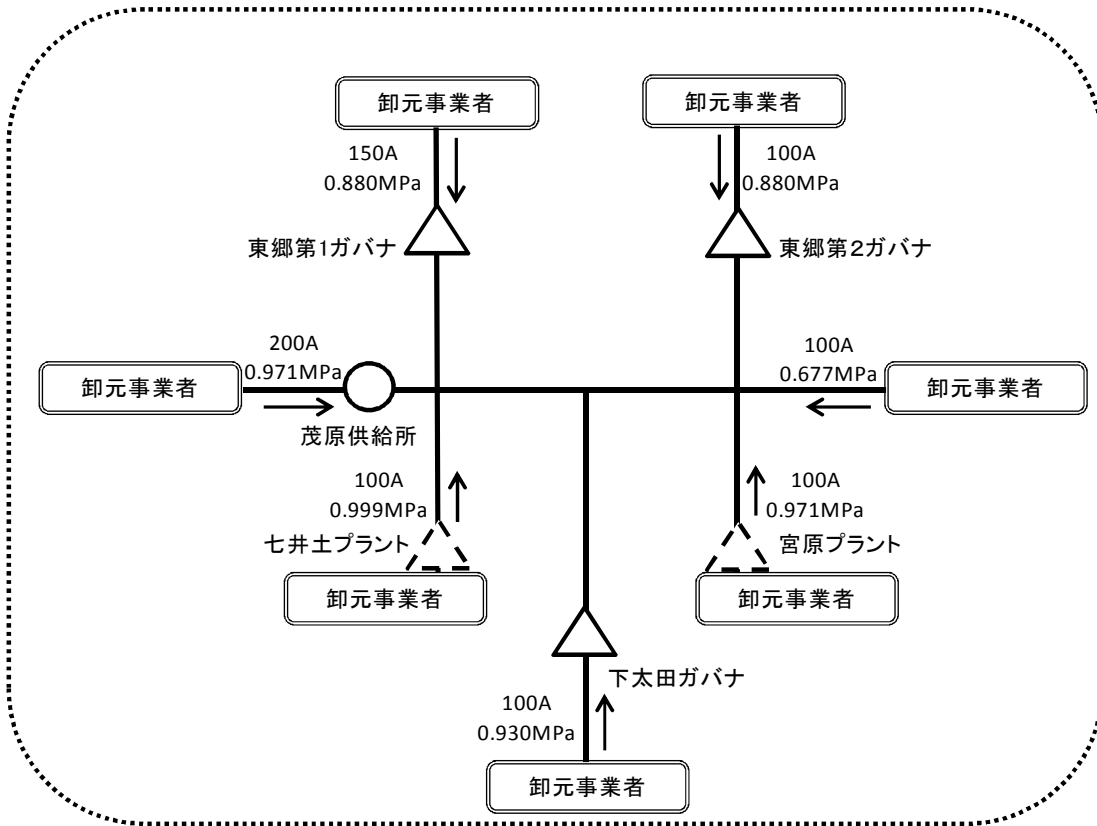 卸元事業者
卸元事業者
150A
0.880MPa
100A
0.880MPa
東郷第1ガバナ
東郷第2ガバナ
200A
0.971MPa
100A
0.677MPa
卸元事業者
卸元事業者
茂原供給所
100A
0.999MPa
100A
0.971MPa
七井土プラント
宮原プラント
卸元事業者
卸元事業者
下太田ガバナ
100A
0.930MPa
卸元事業者